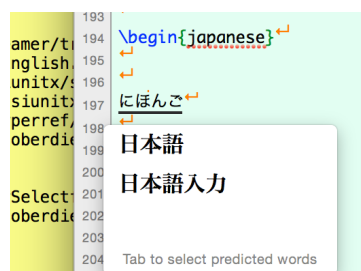 193
amer/t
194 \begin{japanese}↵
nglish.
195 ↵
unitx/s
196 ↵
siunitx
197 にほんご↵
perref/
198 ↵
oberdie
199 日本語
200
日本語入力
Select
201
oberdie
202
203
204 Tab to select predicted words